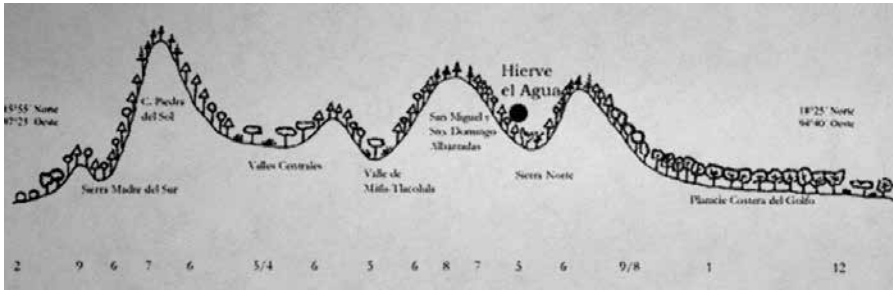 Hierve
el Agua
15°55' Norte
97°25' Oeste
C. Piedra
del Sol
San Miguel y
Sto. Domingo
Albarradas
18°25' Norte
94°40' Oeste
Sierra Madre del Sur
Valles Centrales
Valle de
Mitla-Tlacolula
Sierra Norte
Planicie Costera del Golfo
2 9 6 7 6 5/4 6 5 6 8 7 5 6 9/8 1 12